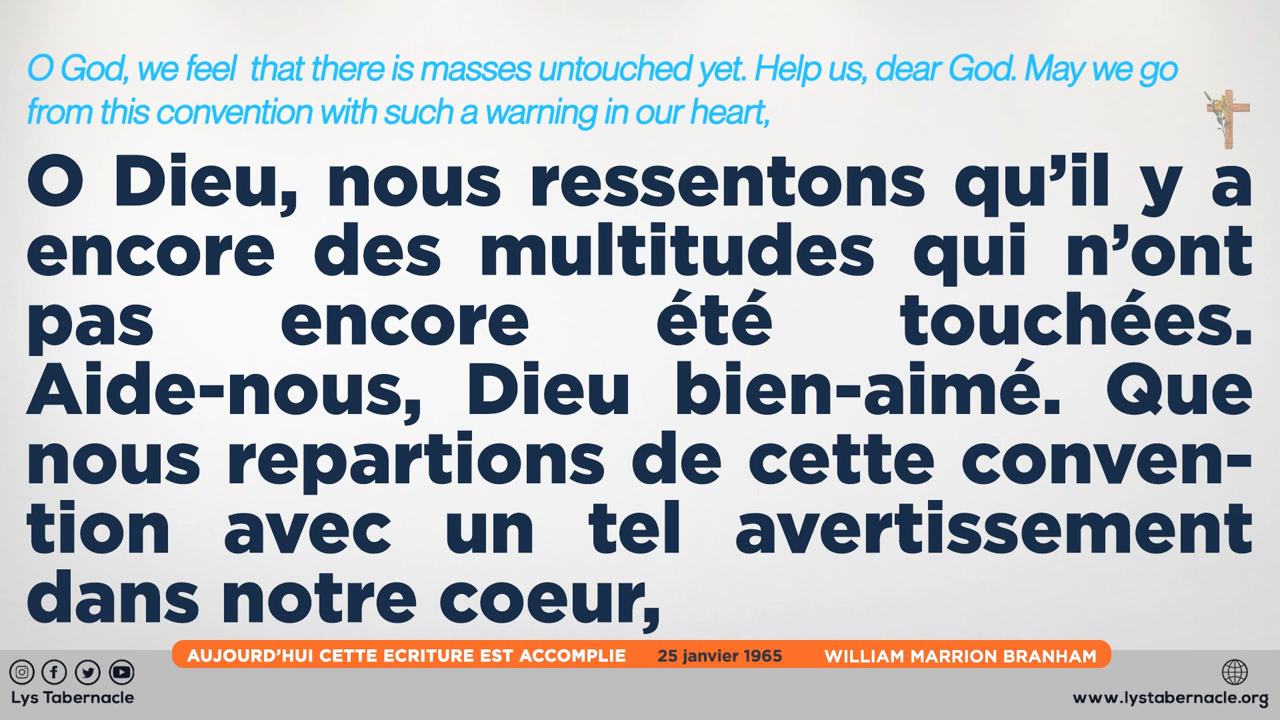 O God, we feel  that there is masses untouched yet. Help us, dear God. May we go
from this convention with such a warning in our heart,
O Dieu, nous ressentons qu’il y a
encore des multitudes qui n’ont
pas encore été touchées.
Aide-nous, Dieu bien-aimé. Que
nous repartions de cette conven-
tion avec un tel avertissement
dans notre coeur,
AUJOURD’HUI CETTE ECRITURE EST ACCOMPLIE 25 janvier 1965 WILLIAM MARRION BRANHAM
Lys Tabernacle
www.lystabernacle.org